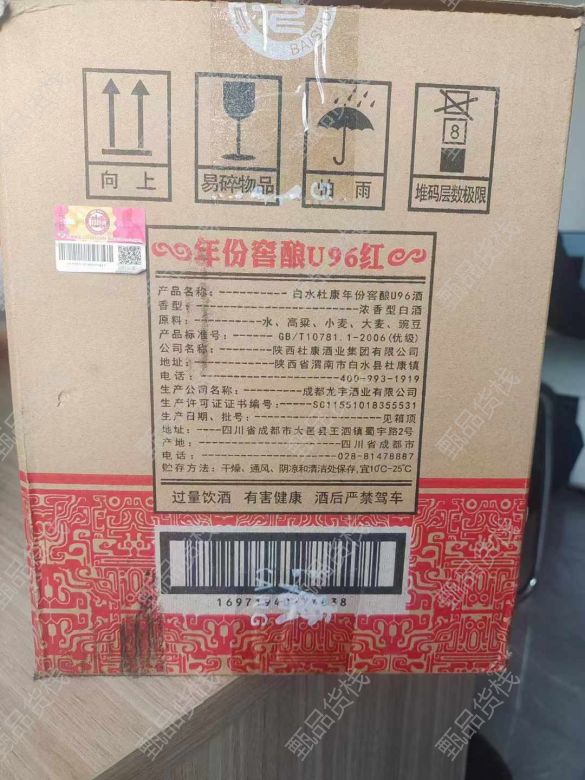 BAISHU
向上
易碎物品
怕雨
8
堆码层数极限
年份窖酿U96红
产品名称:----------白水杜康年份窖酿U96酒
香型:--------------------浓香型白酒
原料:--------水、高粱、小麦、大麦、豌豆
产品标准号:-------GB/T10781.1-2006(优级)
公司名称:-------陕西杜康酒业集团有限公司
地址:----------陕西省渭南市白水县杜康镇
电话:--------------------400-993-1919
生产公司名称:---------成都龙宇酒业有限公司
生产许可证证书编号:-----SC11551018355531
生产日期、批号:------------------见箱顶
地址:----四川省成都市大邑县王泗镇蜀宇路2号
产地:--------------------四川省成都市
电话:--------------------028-81478887
贮存方法: 干燥、通风、阴凉和清洁处保存,宜10℃-25℃
过量饮酒 有害健康 酒后严禁驾车
甄品货栈